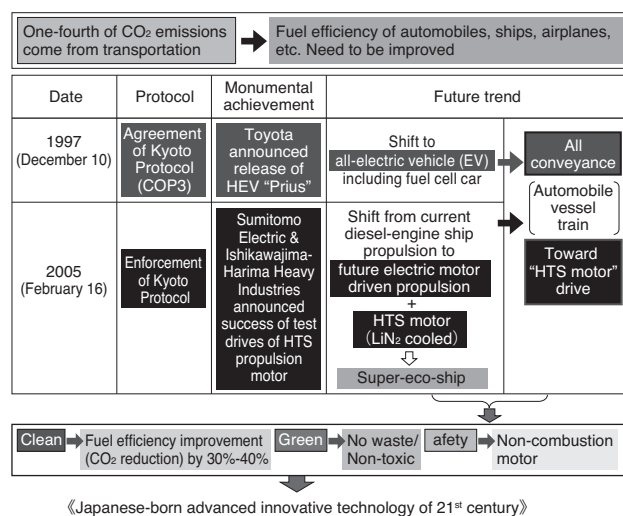 One-fourth of CO₂ emissions
come from transportation
Fuel efficiency of automobiles, ships, airplanes,
etc. Need to be improved
Date
Protocol
Monumental
achievement
Future trend
1997
(December 10)
Agreement
of Kyoto
Protocol
(COP3)
Toyota
announced
release of
HEV “Prius”
Shift to
all-electric vehicle (EV)
including fuel cell car
2005
(February 16)
Enforcement
of Kyoto
Protocol
Sumitomo
Electric &
Ishikawajima-
Harima Heavy
Industries
announced
success of test
drives of HTS
propulsion
motor
Shift from current
diesel-engine ship
propulsion to
future electric motor
driven propulsion
+
HTS motor
(LiN₂ cooled)
Super-eco-ship
All
conveyance
Automobile
vessel
train
Toward
“HTS motor”
drive
Clean
Fuel efficiency improvement
(CO₂ reduction) by 30%-40%
Green
No waste/
Non-toxic
afety
Non-combustion
motor
《Japanese-born advanced innovative technology of 21st century》